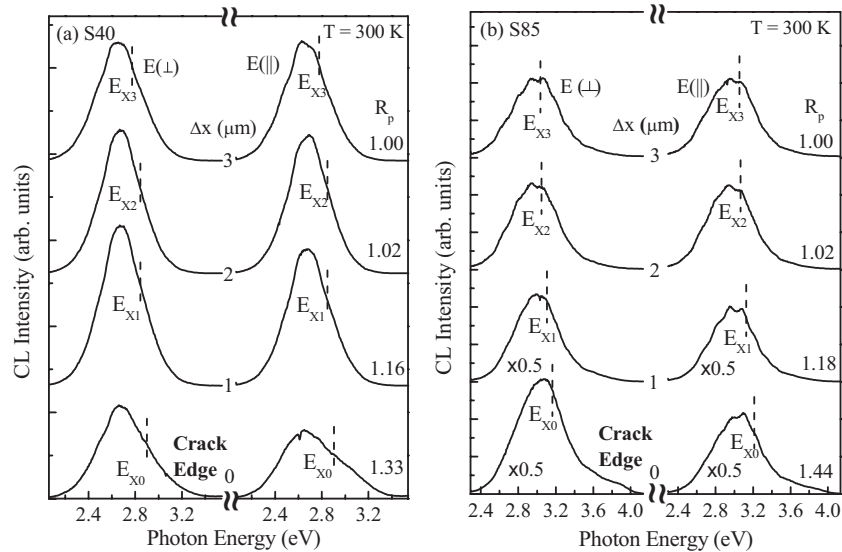 (a) S40
T = 300 K
E(⊥)
E(||)
E_X3
E_X3
R_p
Δx (μm)
3
1.00
E_X2
E_X2
2
1.02
E_X1
E_X1
1
1.16
Crack
Edge
E_X0
E_X0
0
1.33
CL Intensity (arb. units)
2.4 2.8 3.2 2.4 2.8 3.2
Photon Energy (eV)
(b) S85
T = 300 K
E (⊥)
E(||)
E_X3
E_X3
R_p
Δx (μm)
3
1.00
E_X2
E_X2
2
1.02
E_X1
E_X1
x0.5
x0.5
1
1.18
E_X0
E_X0
Crack
Edge
x0.5
x0.5
0
1.44
CL Intensity (arb. units)
2.4 2.8 3.2 3.6 4.0 2.4 2.8 3.2 3.6 4.0
Photon Energy (eV)